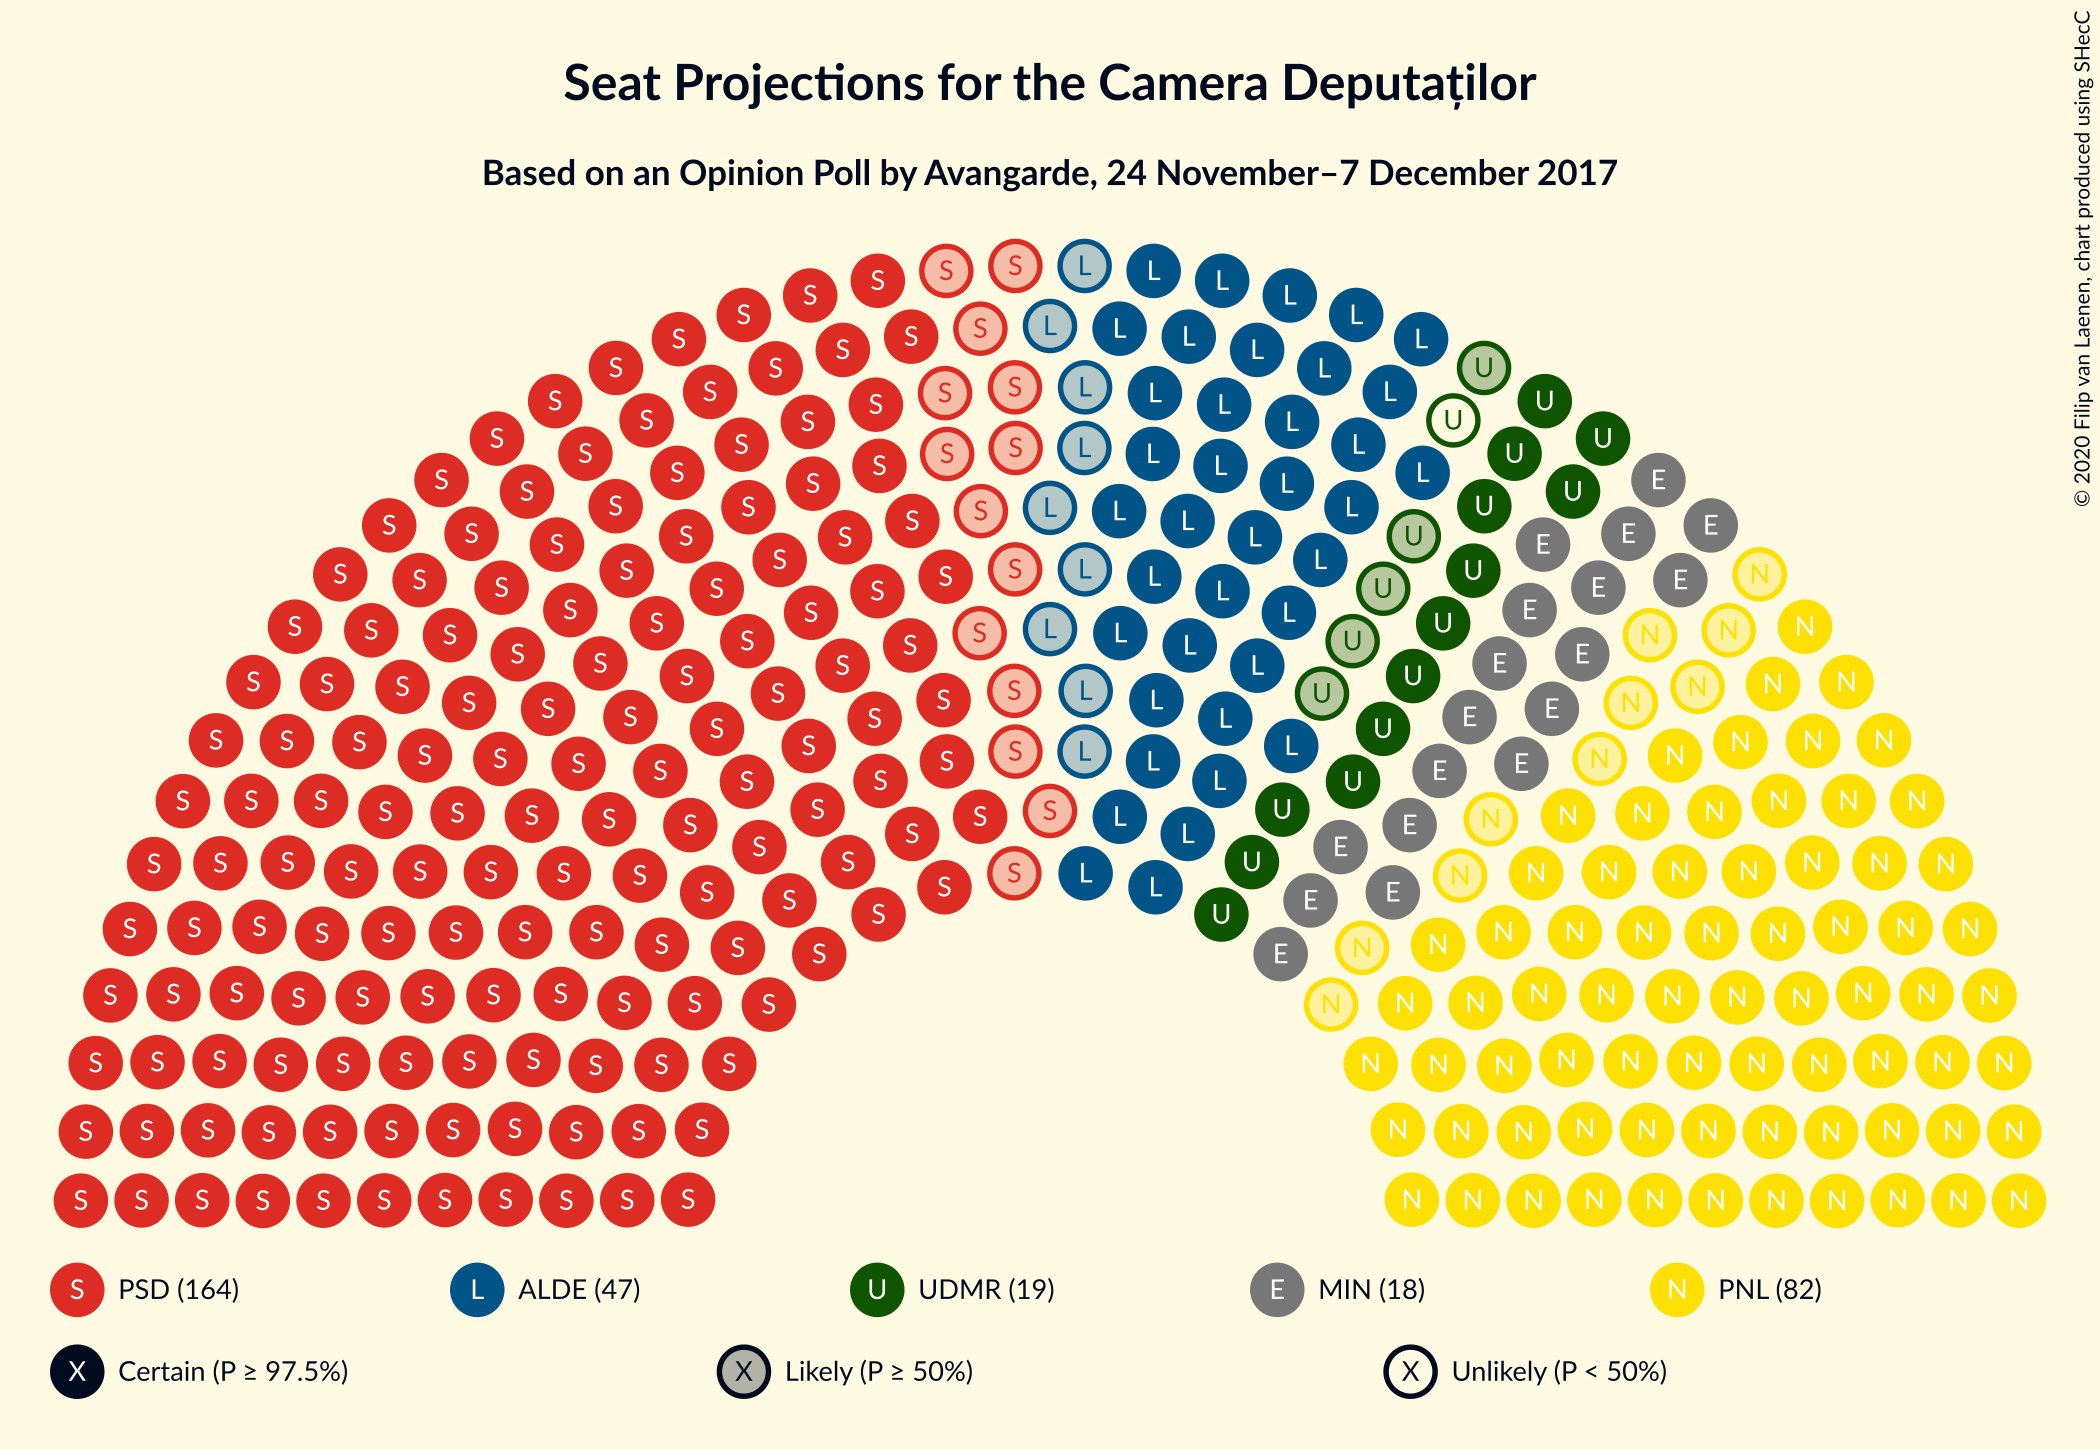 Seat Projections for the Camera Deputaților
Based on an Opinion Poll by Avangarde, 24 November–7 December 2017
© 2020 Filip van Laenen, chart produced using SHecC
S PSD (164) L ALDE (47) U UDMR (19) E MIN (18) N PNL (82)
X Certain (P ≥ 97.5%) X Likely (P ≥ 50%) X Unlikely (P < 50%)